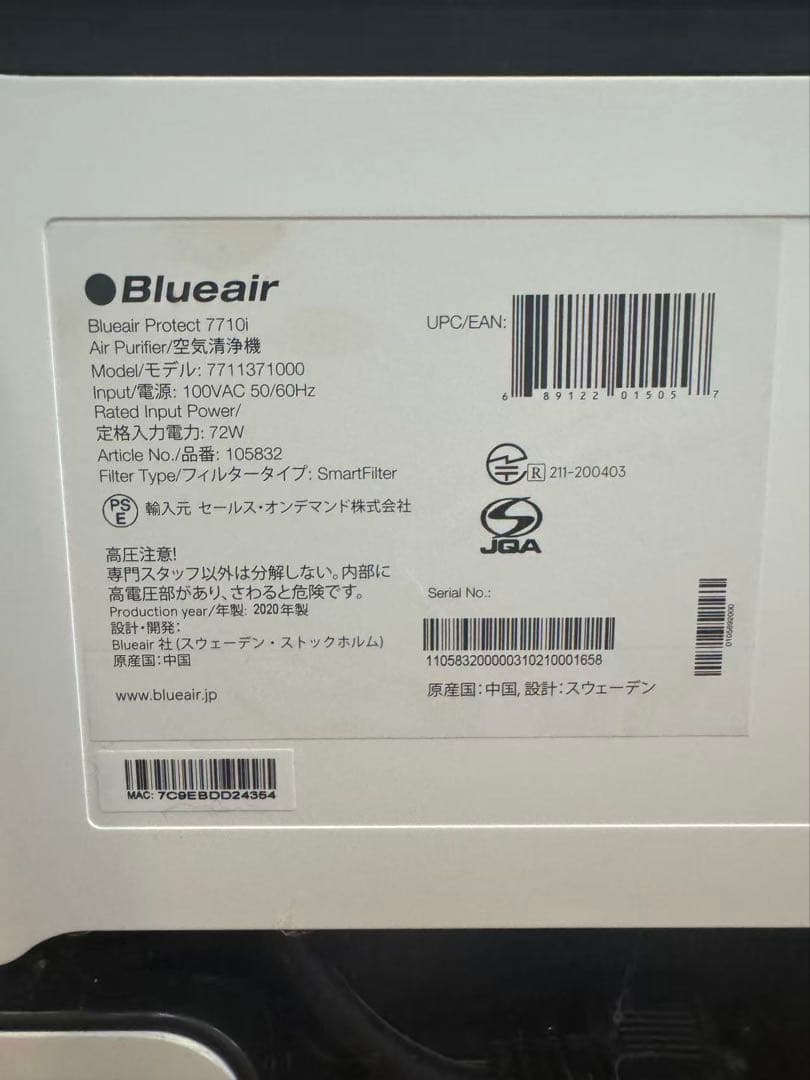 Blueair
Blueair Protect 7710i
Air Purifier/空気清浄機
Model/モデル: 7711371000
Input/電源: 100VAC 50/60Hz
Rated Input Power/
定格入力電力: 72W
Article No./品番: 105832
Filter Type/フィルタータイプ: SmartFilter
PS
E
輸入元 セールス・オンデマンド株式会社
高圧注意!
専門スタッフ以外は分解しない。内部に
高電圧部があり、さわると危険です。
Production year/年製: 2020年製
設計・開発:
Blueair 社 (スウェーデン・ストックホルム)
原産国:中国
www.blueair.jp
UPC/EAN:
6 89122 01505 7
R 211-200403
JQA
Serial No.:
110583200000310210001658
原産国:中国, 設計:スウェーデン
0105692000
MAC: 7C9EBDD24354